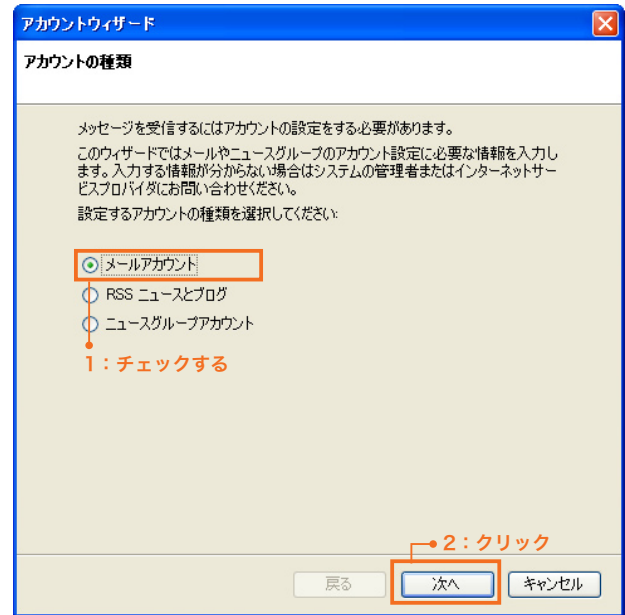 アカウントウィザード
アカウントの種類
メッセージを受信するにはアカウントの設定をする必要があります。
このウィザードではメールやニュースグループのアカウント設定に必要な情報を入力し
ます。入力する情報が分からない場合はシステムの管理者またはインターネットサー
ビスプロバイダにお問い合わせください。
設定するアカウントの種類を選択してください:
メールアカウント
RSS ニュースとブログ
ニュースグループアカウント
1：チェックする
2：クリック
戻る
次へ
キャンセル